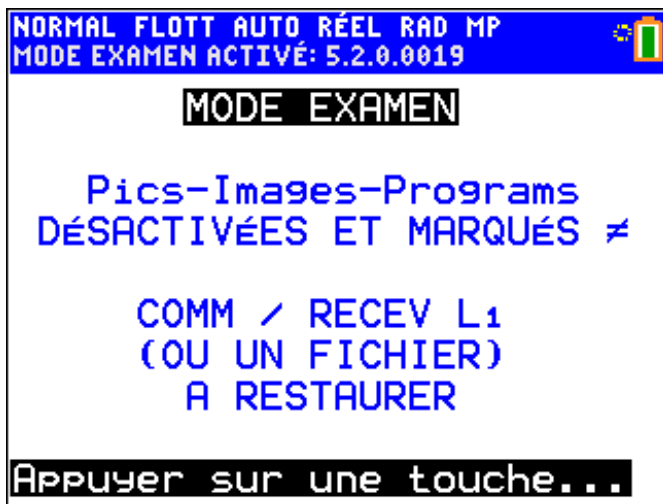 NORMAL FLOTT AUTO RÉEL RAD MP
MODE EXAMEN ACTIVÉ: 5.2.0.0019
MODE EXAMEN
Pics-Images-Programs
DÉSACTIVÉES ET MARQUÉS ≠
COMM / RECEV L₁
(OU UN FICHIER)
A RESTAURER
Appuyer sur une touche...